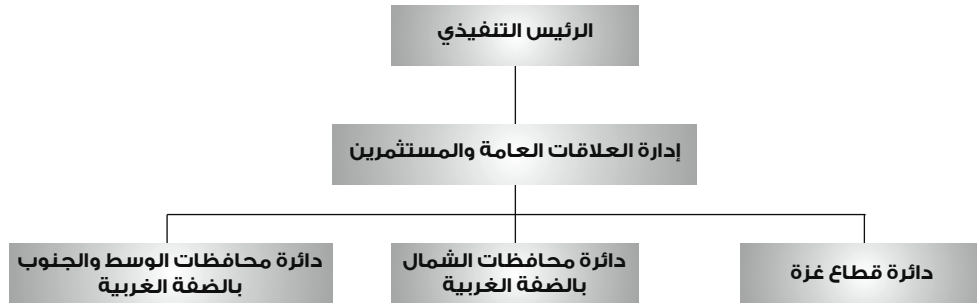 الرئيس التنفيذي
إدارة العلاقات العامة والمستثمرين
دائرة قطاع غزة
دائرة محافظات الشمال
بالضفة الغربية
دائرة محافظات الوسط والجنوب
بالضفة الغربية